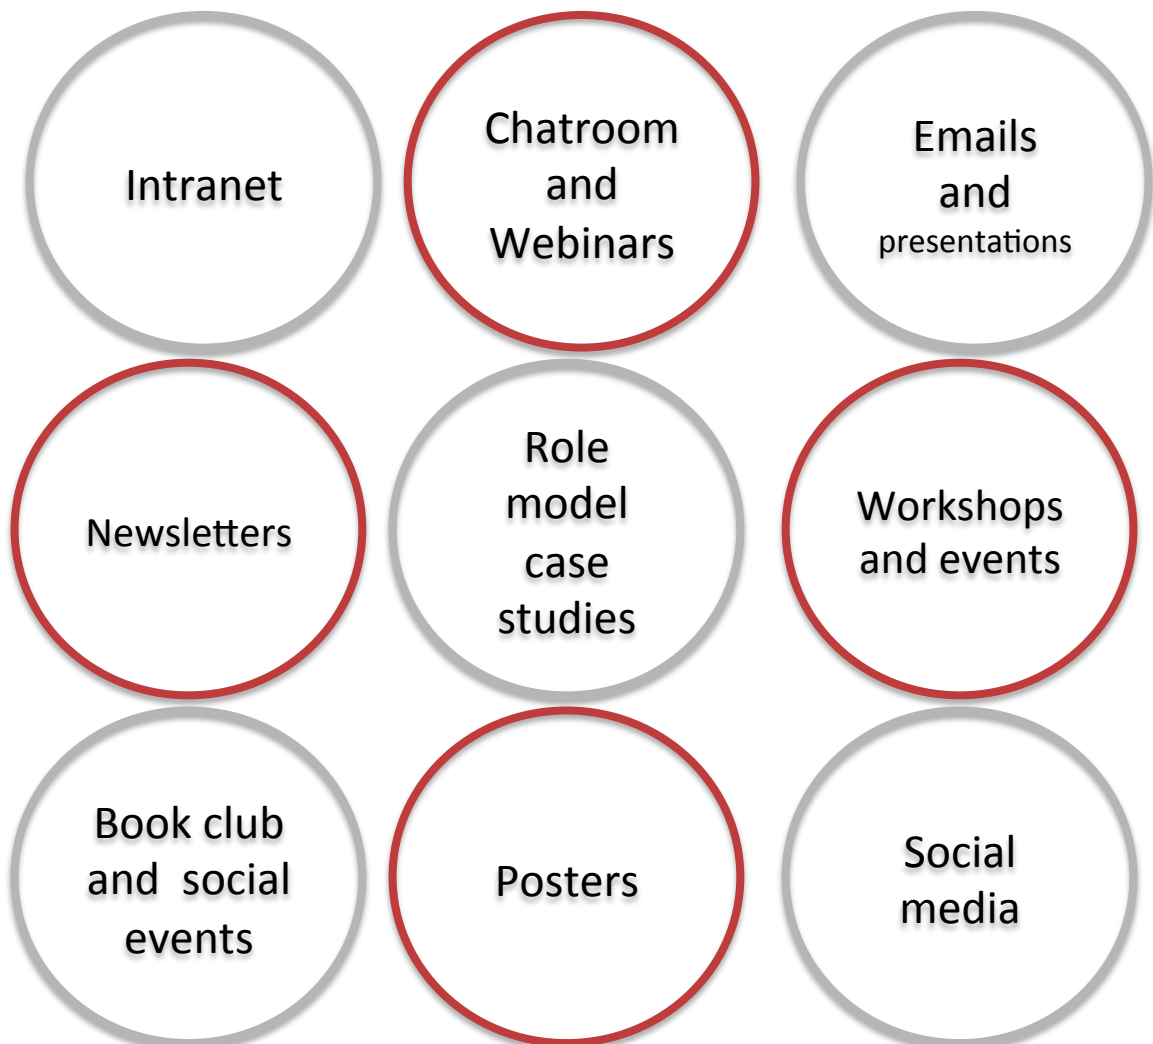 Intranet
Chatroom
and
Webinars
Emails
and
presentations
Newsletters
Role
model
case
studies
Workshops
and events
Book club
and social
events
Posters
Social
media